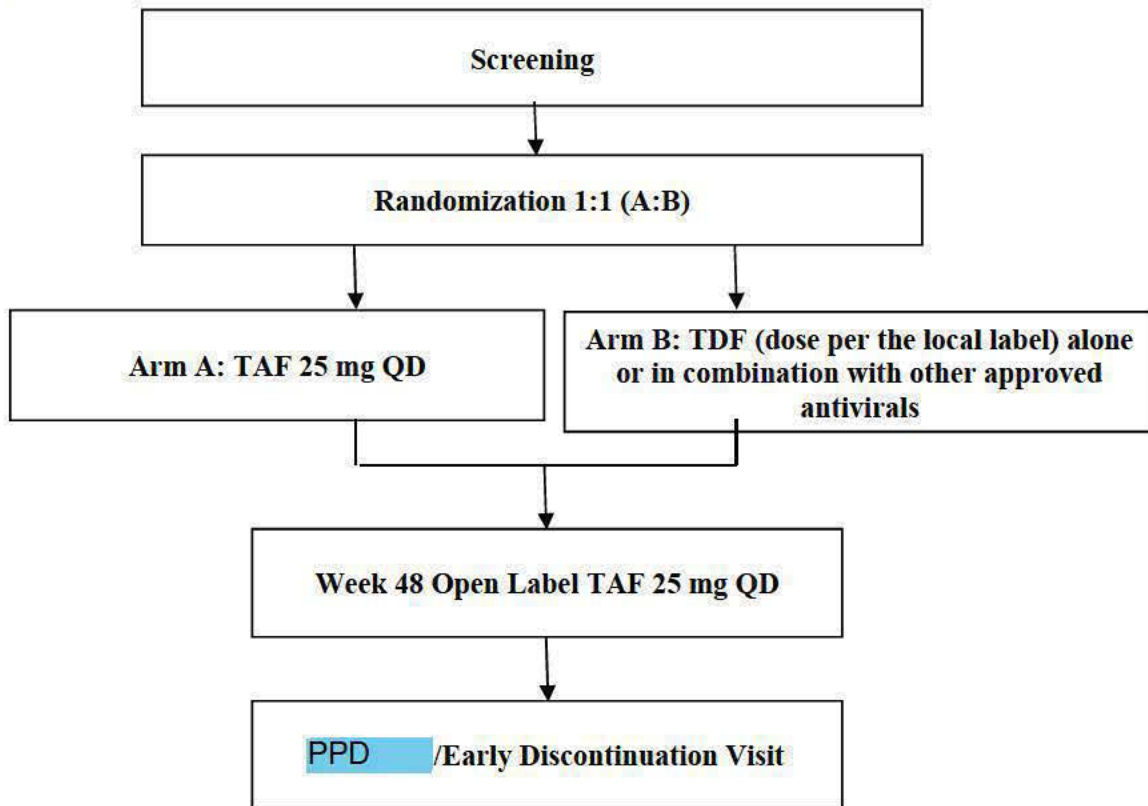 Screening
Randomization 1:1 (A:B)
Arm A: TAF 25 mg QD
Arm B: TDF (dose per the local label) alone
or in combination with other approved
antivirals
Week 48 Open Label TAF 25 mg QD
PPD /Early Discontinuation Visit